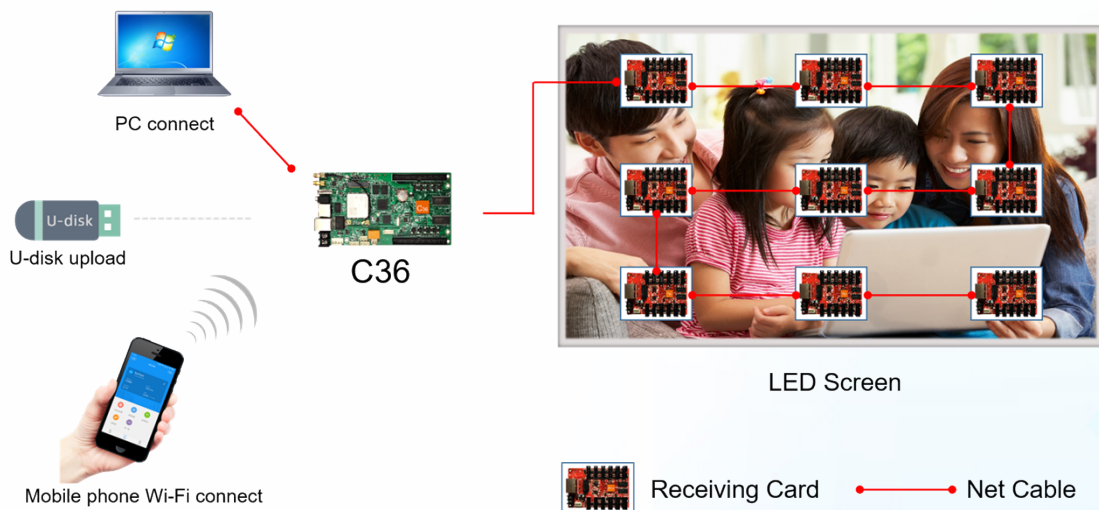 PC connect
U-disk
U-disk upload
C36
Mobile phone Wi-Fi connect
LED Screen
Receiving Card
Net Cable